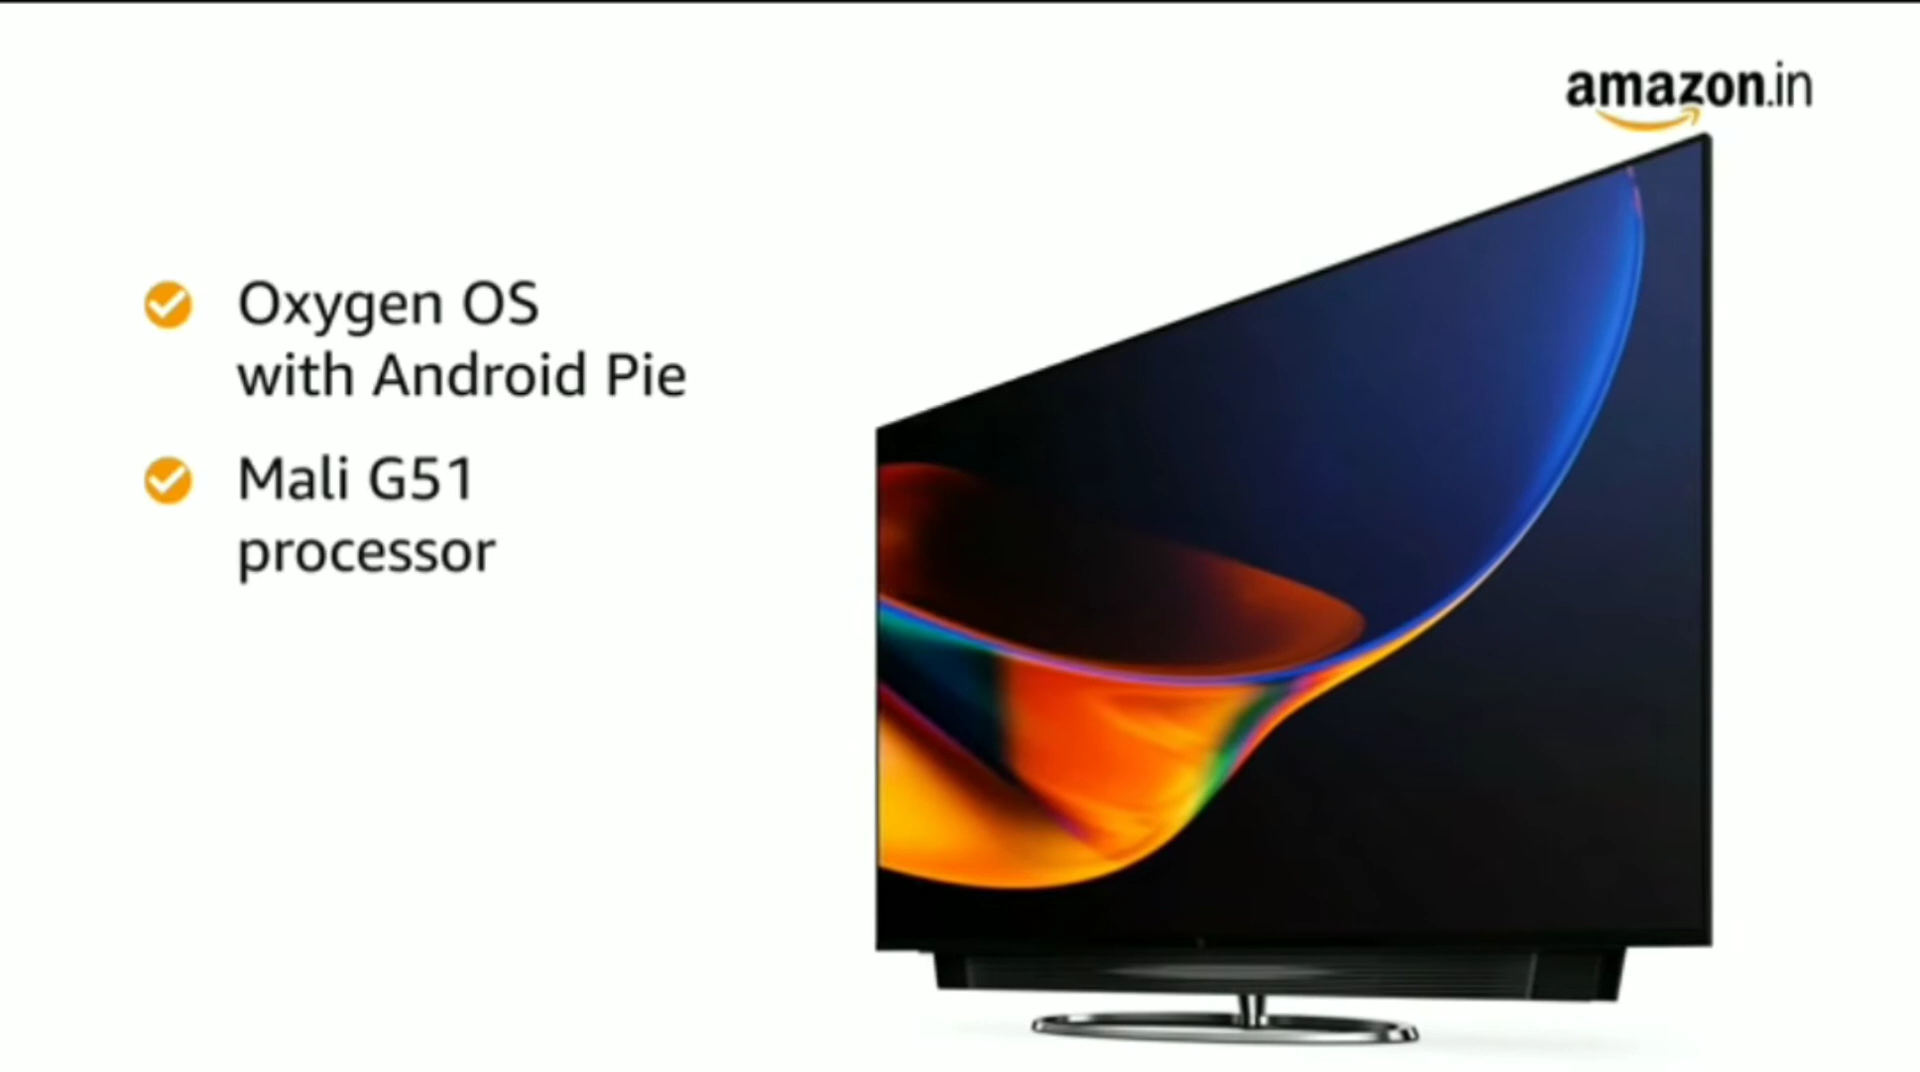 amazon.in
Oxygen OS
with Android Pie
Mali G51
processor